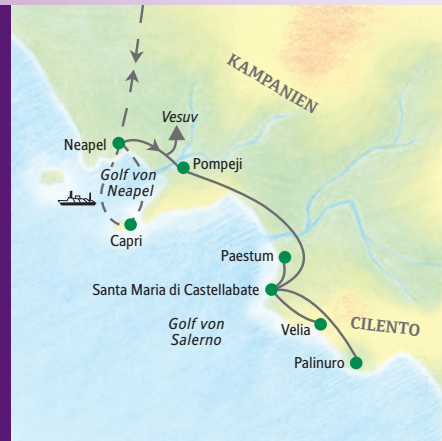 KAMPANIEN
Vesuv
Neapel
Pompeji
Golf von
Neapel
Capri
Paestum
Santa Maria di Castellabate
Golf von
Salerno
Velia
CILENTO
Palinuro